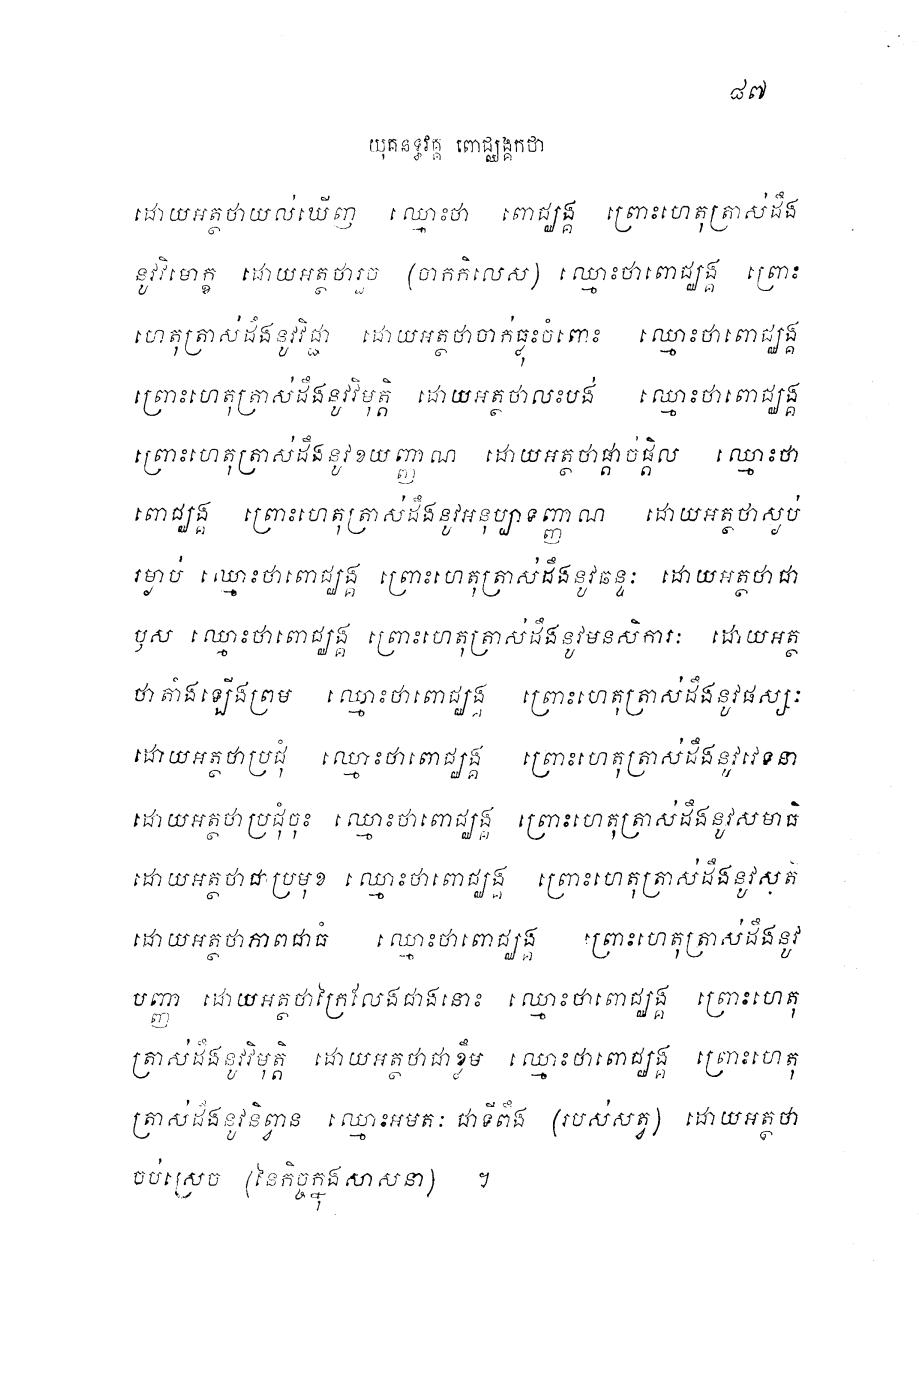 ៨៧
យុគនទ្ធវគ្គ ពោជ្ឈង្គកថា
ដោយអត្ថថាយល់ឃើញ ឈ្មោះថា ពោជ្ឈង្គ ព្រោះហេតុត្រាស់ដឹង
នូវវិមោក្ខ ដោយអត្ថថារួច (ចាកកិលេស) ឈ្មោះថាពោជ្ឈង្គ ព្រោះ
ហេតុត្រាស់ដឹងនូវវិជ្ជា ដោយអត្ថថាចាក់ធ្លុះចំពោះ ឈ្មោះថាពោជ្ឈង្គ
ព្រោះហេតុត្រាស់ដឹងនូវវិមុត្តិ ដោយអត្ថថាលះបង់ ឈ្មោះថាពោជ្ឈង្គ
ព្រោះហេតុត្រាស់ដឹងនូវខយញ្ញាណ ដោយអត្ថថាផ្តាច់ផ្តិល ឈ្មោះថា
ពោជ្ឈង្គ ព្រោះហេតុត្រាស់ដឹងនូវអនុប្បាទញ្ញាណ ដោយអត្ថថាស្ងប់
រម្ងាប់ ឈ្មោះថាពោជ្ឈង្គ ព្រោះហេតុត្រាស់ដឹងនូវឆន្ទៈ ដោយអត្ថថាជា
ឫស ឈ្មោះថាពោជ្ឈង្គ ព្រោះហេតុត្រាស់ដឹងនូវមនសិការៈ ដោយអត្ថ
ថាតាំងឡើងព្រម ឈ្មោះថាពោជ្ឈង្គ ព្រោះហេតុត្រាស់ដឹងនូវផស្សៈ
ដោយអត្ថថាប្រជុំ ឈ្មោះថាពោជ្ឈង្គ ព្រោះហេតុត្រាស់ដឹងនូវវេទនា
ដោយអត្ថថាប្រជុំចុះ ឈ្មោះថាពោជ្ឈង្គ ព្រោះហេតុត្រាស់ដឹងនូវសមាធិ
ដោយអត្ថថាជាប្រមុខ ឈ្មោះថាពោជ្ឈង្គ ព្រោះហេតុត្រាស់ដឹងនូវសតិ
ដោយអត្ថថាភាពជាធំ ឈ្មោះថាពោជ្ឈង្គ ព្រោះហេតុត្រាស់ដឹងនូវ
បញ្ញា ដោយអត្ថថាក្រៃលែងជាងនោះ ឈ្មោះថាពោជ្ឈង្គ ព្រោះហេតុ
ត្រាស់ដឹងនូវវិមុត្តិ ដោយអត្ថថាជាខ្លឹម ឈ្មោះថាពោជ្ឈង្គ ព្រោះហេតុ
ត្រាស់ដឹងនូវនិព្វាន ឈ្មោះអមតៈ ជាទីពឹង (របស់សត្វ) ដោយអត្ថថា
ចប់ស្រេច (នៃកិច្ចក្នុងសាសនា) ។